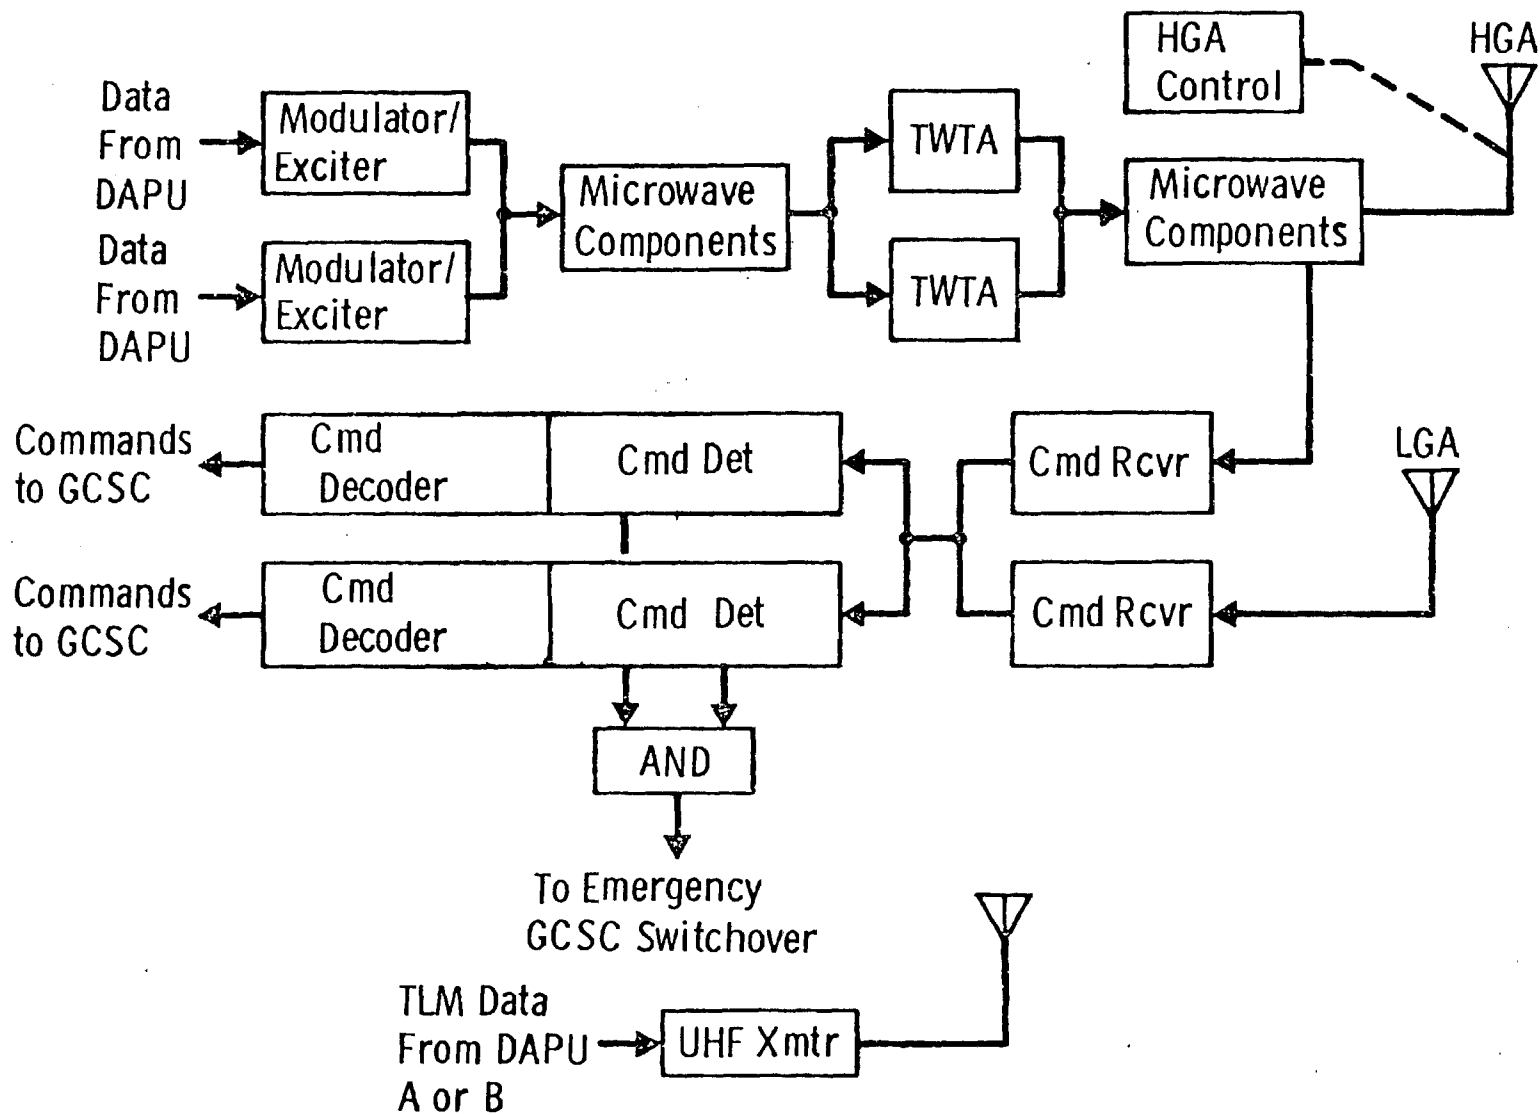 HGA
Control
HGA
Data
From
DAPU
Modulator/
Exciter
Microwave
Components
TWTA
Microwave
Components
Data
From
DAPU
Modulator/
Exciter
TWTA
Commands
to GCSC
Cmd
Decoder
Cmd Det
Cmd Rcvr
LGA
Commands
to GCSC
Cmd
Decoder
Cmd Det
Cmd Rcvr
AND
To Emergency
GCSC Switchover
TLM Data
From DAPU
A or B
UHF Xmtr